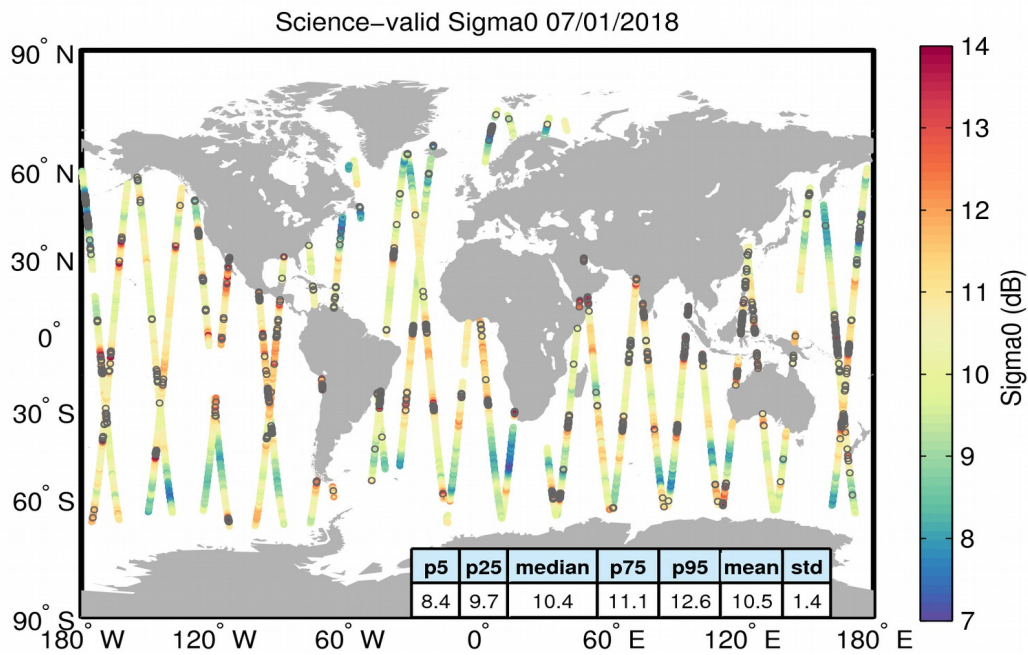 Science−valid Sigma0 07/01/2018
90° N
60° N
30° N
0°
30° S
60° S
90° S
180° W
120° W
60° W
0°
60° E
120° E
180° E
p5 p25 median p75 p95 mean std
8.4 9.7 10.4 11.1 12.6 10.5 1.4
14
13
12
11
10
9
8
7
Sigma0 (dB)